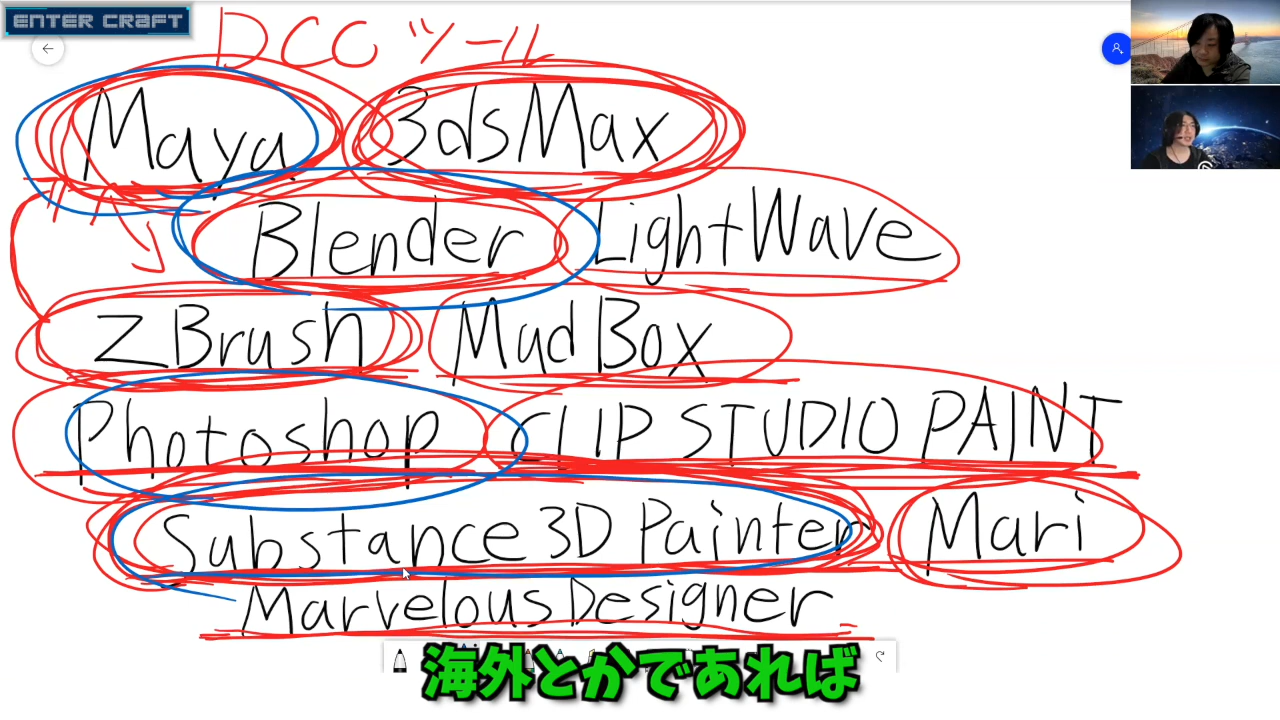 ENTER CRAFT
DCCツール
Maya 3dsMax
Blender LightWave
ZBrush MudBox
Photoshop CLIP STUDIO PAINT
Substance 3D Painter Mari
MarvelousDesigner
海外とかであれば